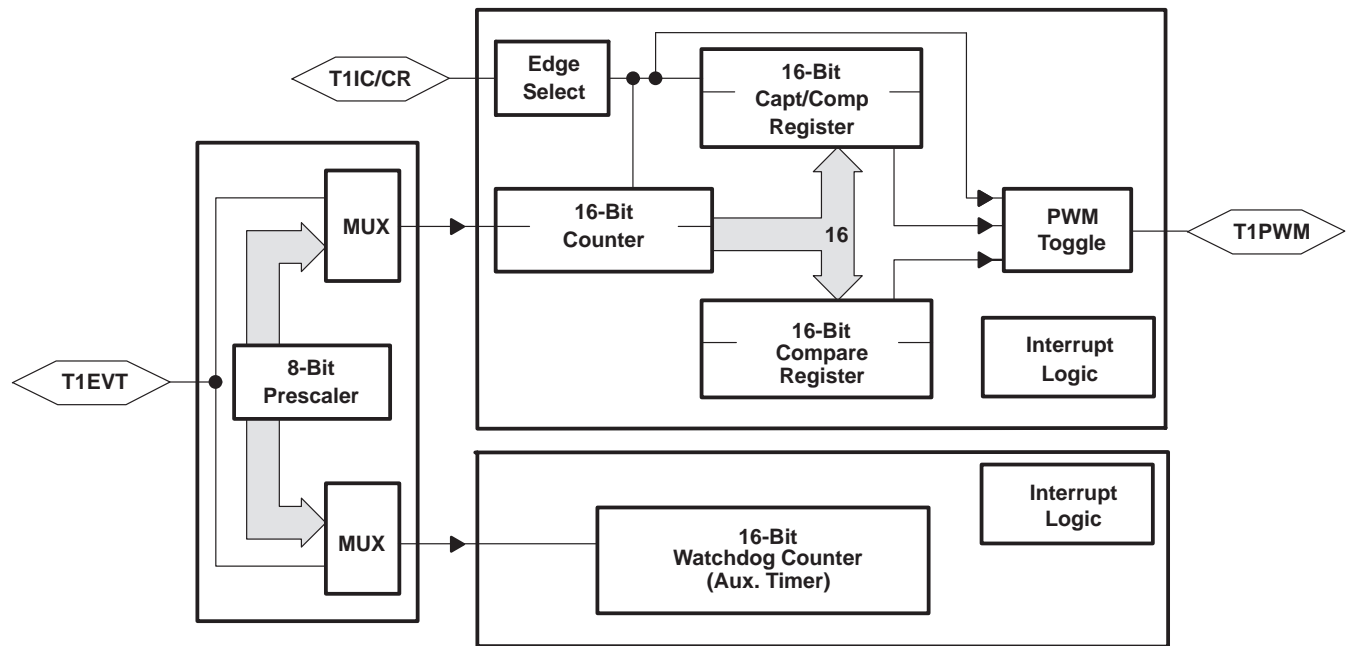 T1IC/CR
Edge
Select
16-Bit
Capt/Comp
Register
MUX
16-Bit
Counter
16
PWM
Toggle
T1PWM
16-Bit
Compare
Register
Interrupt
Logic
T1EVT
8-Bit
Prescaler
MUX
16-Bit
Watchdog Counter
(Aux. Timer)
Interrupt
Logic